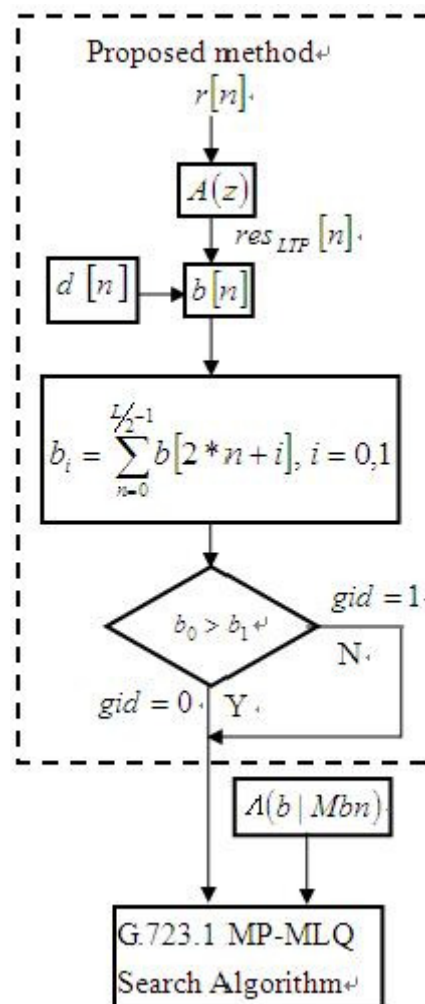 Proposed method
r[n]
A(z)
res_LTP [n]
d [n]
b[n]
b_i = ∑_{n=0}^{L/2-1} b[2*n+i], i = 0,1
b_0 > b_1
gid = 1
N
gid = 0
Y
Λ(b | Mbn)
G.723.1 MP-MLQ
Search Algorithm